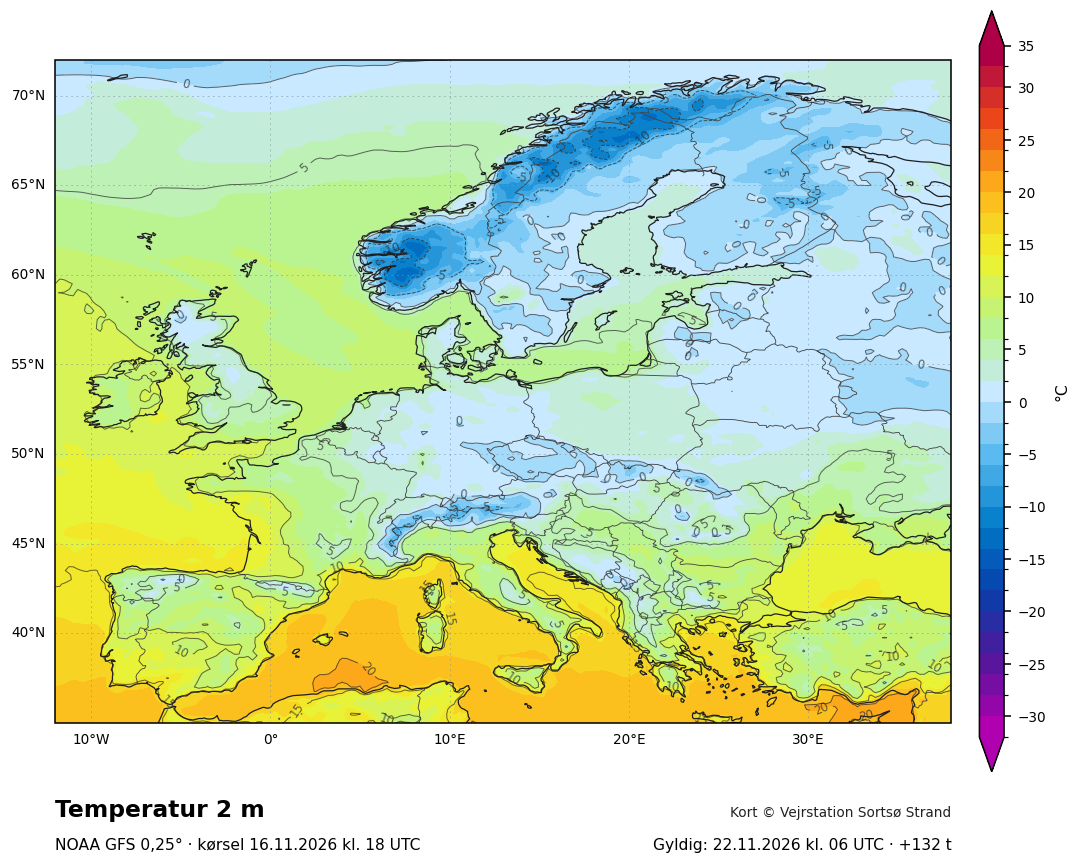 70°N
65°N
60°N
55°N
50°N
45°N
40°N
10°W 0° 10°E 20°E 30°E
35
30
25
20
15
10
5
0
−5
−10
−15
−20
−25
−30
°C
Temperatur 2 m
Kort © Vejrstation Sortsø Strand
NOAA GFS 0,25° · kørsel 16.11.2026 kl. 18 UTC
Gyldig: 22.11.2026 kl. 06 UTC · +132 t